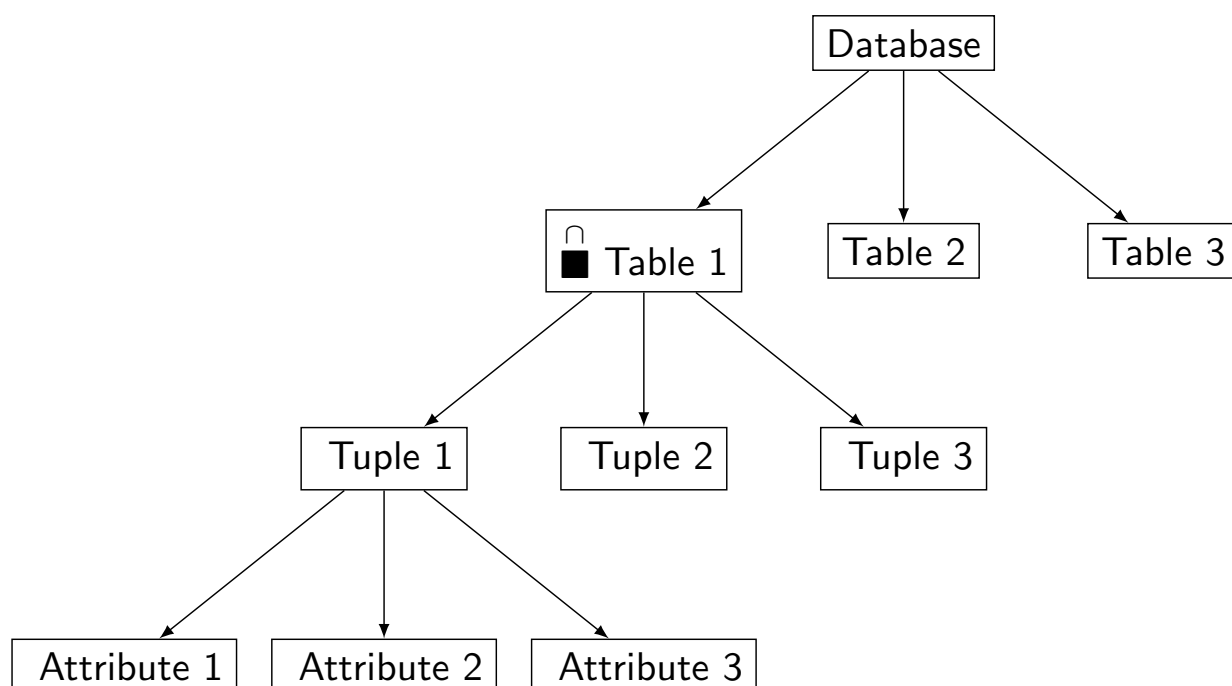 Database
Table 1
Table 2
Table 3
Tuple 1
Tuple 2
Tuple 3
Attribute 1
Attribute 2
Attribute 3